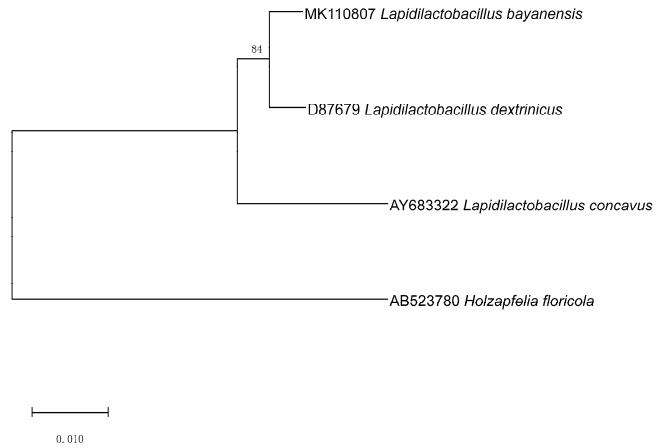 MK110807 Lapidilactobacillus bayanensis
84
D87679 Lapidilactobacillus dextrinicus
AY683322 Lapidilactobacillus concavus
AB523780 Holzapfelia floricola
0.010